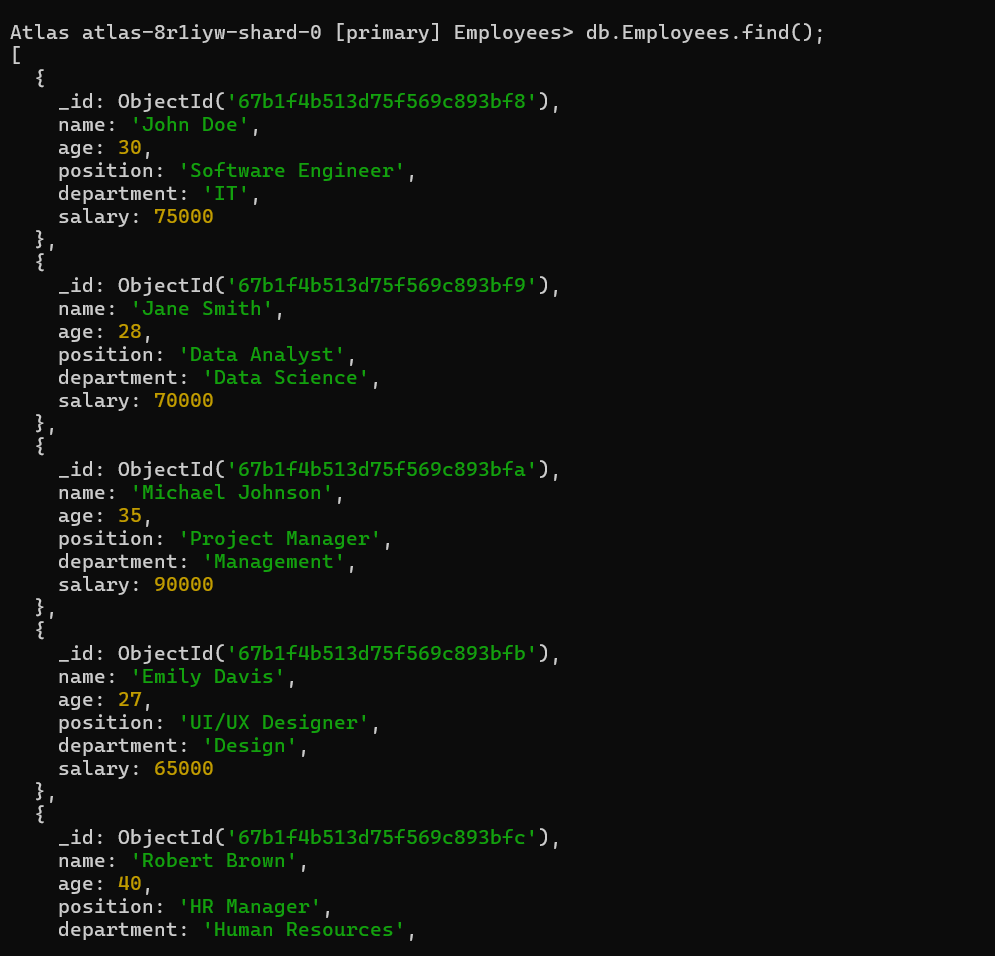 Atlas atlas-8r1iyw-shard-0 [primary] Employees> db.Employees.find();
[
  {
    _id: ObjectId('67b1f4b513d75f569c893bf8'),
    name: 'John Doe',
    age: 30,
    position: 'Software Engineer',
    department: 'IT',
    salary: 75000
  },
  {
    _id: ObjectId('67b1f4b513d75f569c893bf9'),
    name: 'Jane Smith',
    age: 28,
    position: 'Data Analyst',
    department: 'Data Science',
    salary: 70000
  },
  {
    _id: ObjectId('67b1f4b513d75f569c893bfa'),
    name: 'Michael Johnson',
    age: 35,
    position: 'Project Manager',
    department: 'Management',
    salary: 90000
  },
  {
    _id: ObjectId('67b1f4b513d75f569c893bfb'),
    name: 'Emily Davis',
    age: 27,
    position: 'UI/UX Designer',
    department: 'Design',
    salary: 65000
  },
  {
    _id: ObjectId('67b1f4b513d75f569c893bfc'),
    name: 'Robert Brown',
    age: 40,
    position: 'HR Manager',
    department: 'Human Resources',